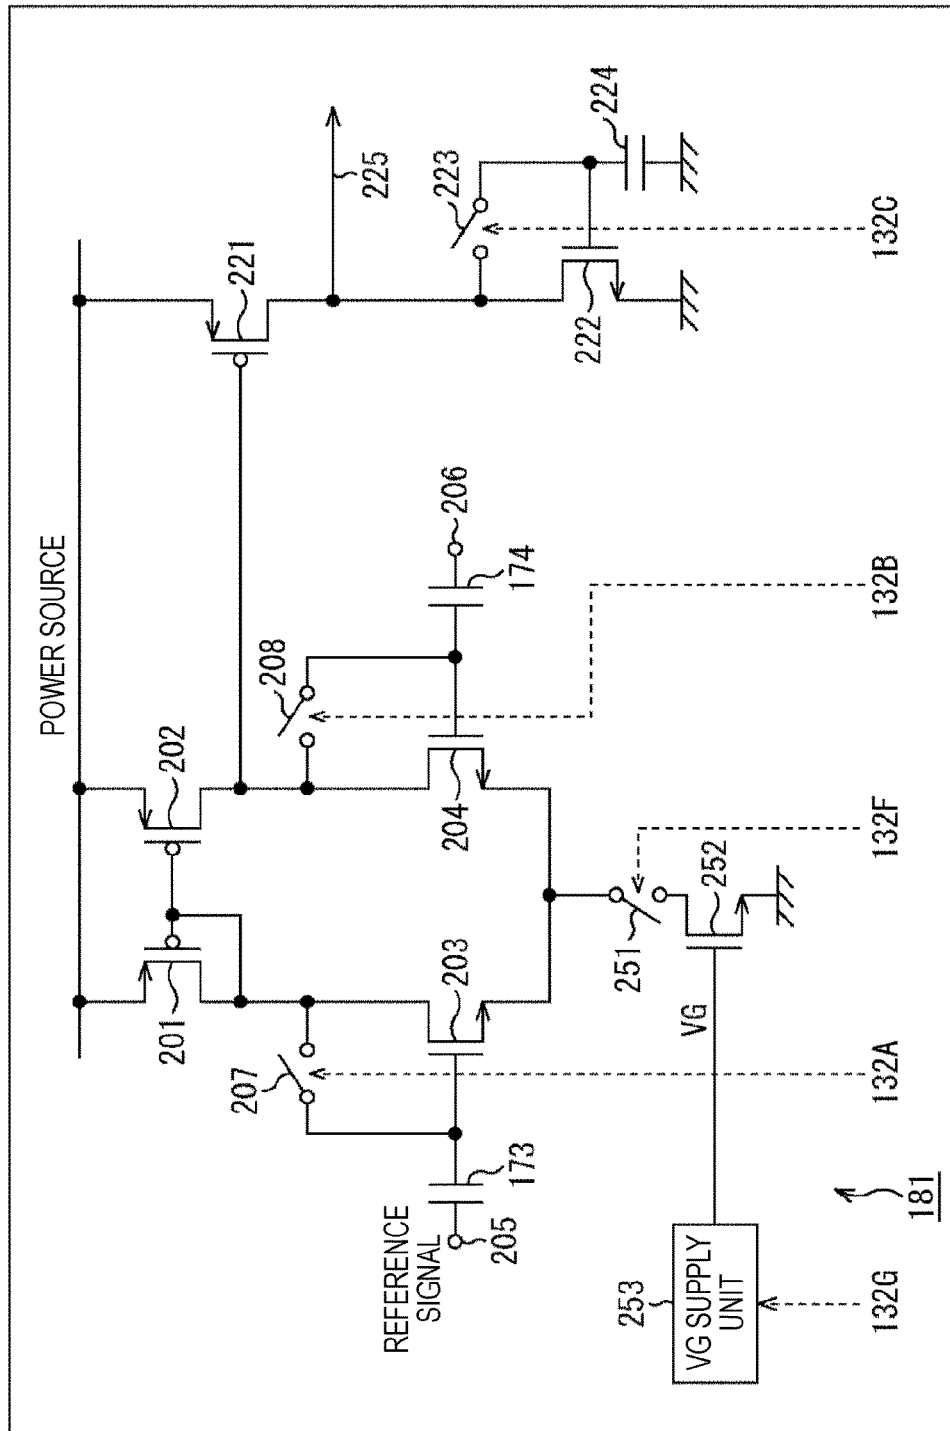 POWER SOURCE
201
202
221
207
208
225
223
224
REFERENCE
SIGNAL
205
173
203
204
174
206
222
251
252
VG
253
VG SUPPLY
UNIT
132G
132A
132F
132B
132C
181